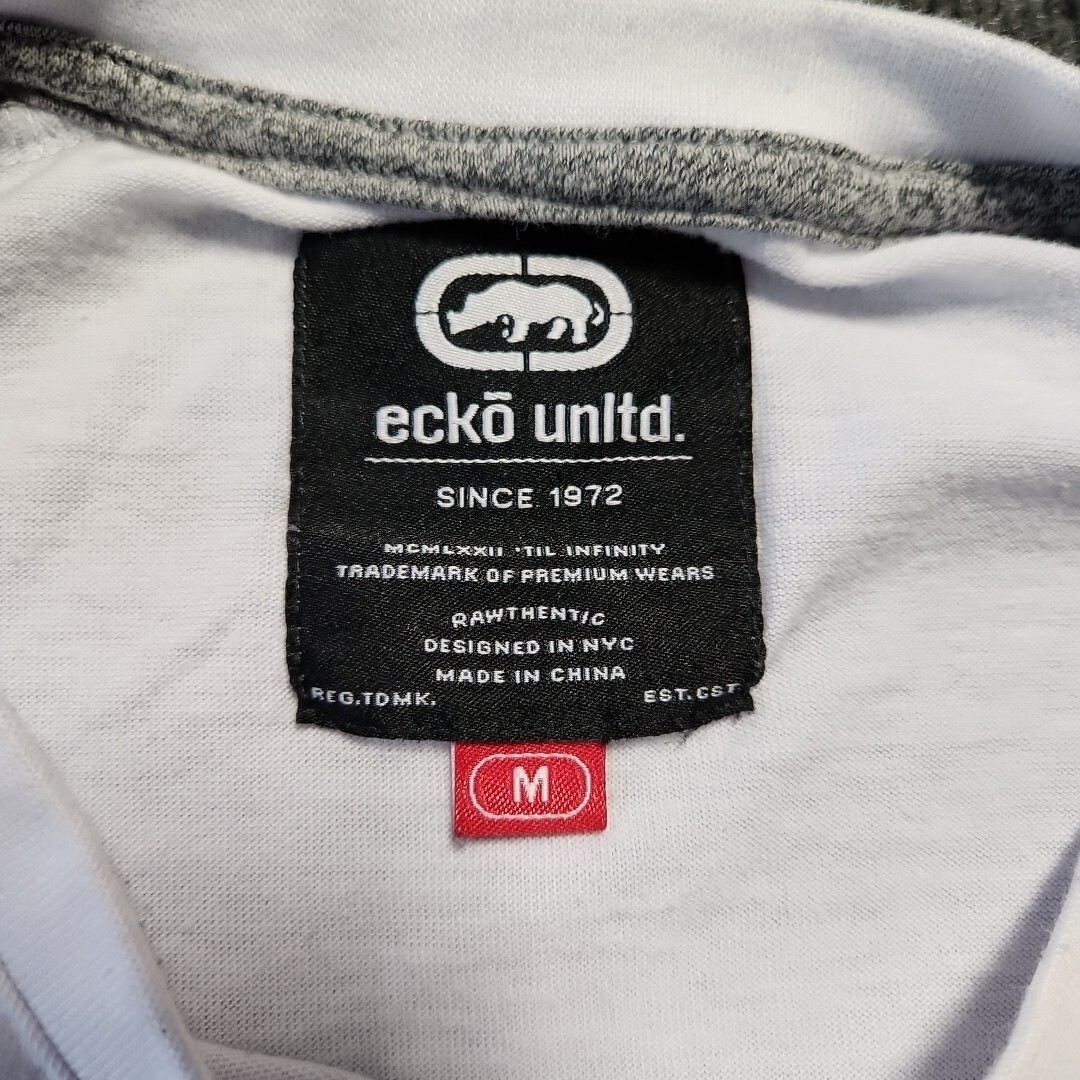 eckō unltd.
SINCE 1972
MCMLXXII 'TIL INFINITY
TRADEMARK OF PREMIUM WEARS
RAWTHENTIC
DESIGNED IN NYC
MADE IN CHINA
REG.TDMK. EST.CST.
M